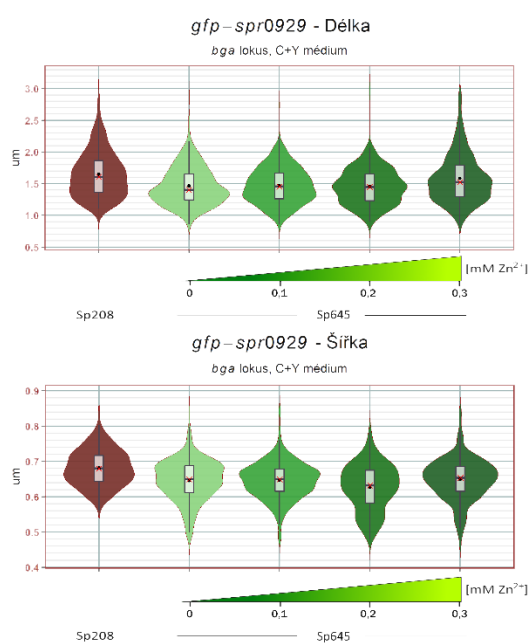 gfp-spr0929 - Délka
bga lokus, C+Y médium
um
3.0
2.5
2.0
1.5
1.0
0.5
[mM Zn²⁺]
0 0,1 0,2 0,3
Sp208 Sp645
gfp-spr0929 - Šířka
bga lokus, C+Y médium
um
0.9
0.8
0.7
0.6
0.5
0.4
[mM Zn²⁺]
0 0,1 0,2 0,3
Sp208 Sp645